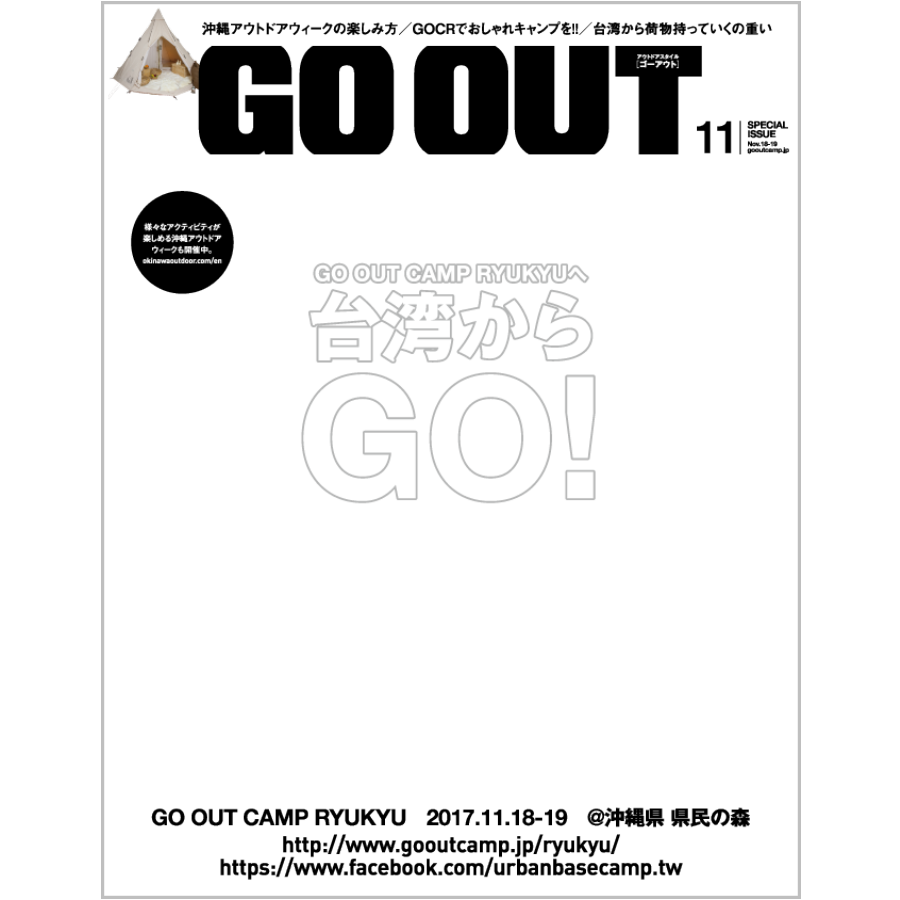 沖縄アウトドアウィークの楽しみ方／GOCRでおしゃれキャンプを!!／台湾から荷物持っていくの重い
GO OUT
アウトドアスタイル
［ゴーアウト］
11
SPECIAL
ISSUE
Nov.18-19
gooutcamp.jp
様々なアクティビティが
楽しめる沖縄アウトドア
ウィークも開催中。
okinawaoutdoor.com/en
GO OUT CAMP RYUKYUへ
台湾から
GO!
GO OUT CAMP RYUKYU 2017.11.18-19 @沖縄県 県民の森
http://www.gooutcamp.jp/ryukyu/
https://www.facebook.com/urbanbasecamp.tw